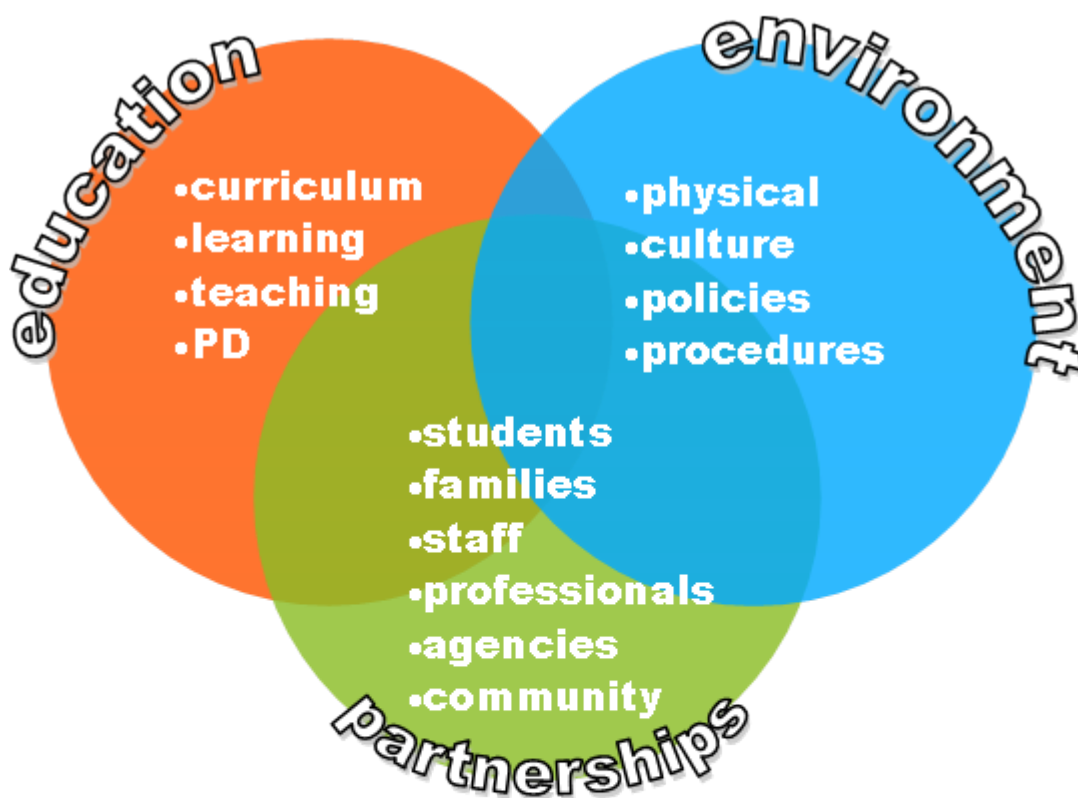 education
•curriculum
•learning
•teaching
•PD
environment
•physical
•culture
•policies
•procedures
•students
•families
•staff
•professionals
•agencies
•community
partnerships